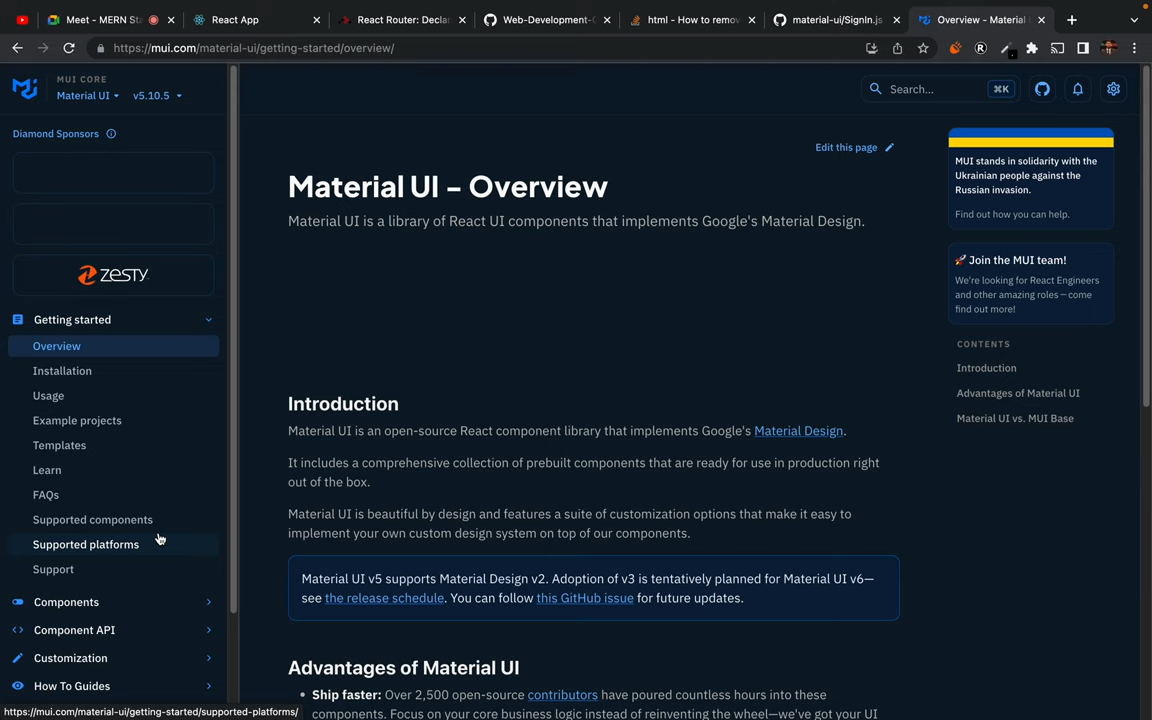 Meet - MERN Sta
React App
React Router: Decla
Web-Development-
html - How to remov
material-ui/SignIn.js
Overview - Material
https://mui.com/material-ui/getting-started/overview/
MUI CORE
Material UI
v5.10.5
Search...
⌘K
Diamond Sponsors
ZESTY
Getting started
Overview
Installation
Usage
Example projects
Templates
Learn
FAQs
Supported components
Supported platforms
Support
Components
Component API
Customization
How To Guides
https://mui.com/material-ui/getting-started/supported-platforms/
Edit this page
Material UI – Overview
Material UI is a library of React UI components that implements Google's Material Design.
Introduction
Material UI is an open-source React component library that implements Google's Material Design.
It includes a comprehensive collection of prebuilt components that are ready for use in production right
out of the box.
Material UI is beautiful by design and features a suite of customization options that make it easy to
implement your own custom design system on top of our components.
Material UI v5 supports Material Design v2. Adoption of v3 is tentatively planned for Material UI v6—
see the release schedule. You can follow this GitHub issue for future updates.
Advantages of Material UI
• Ship faster: Over 2,500 open-source contributors have poured countless hours into these
components. Focus on your core business logic instead of reinventing the wheel—we've got your UI
MUI stands in solidarity with the
Ukrainian people against the
Russian invasion.
Find out how you can help.
🚀 Join the MUI team!
We're looking for React Engineers
and other amazing roles—come
find out more!
CONTENTS
Introduction
Advantages of Material UI
Material UI vs. MUI Base